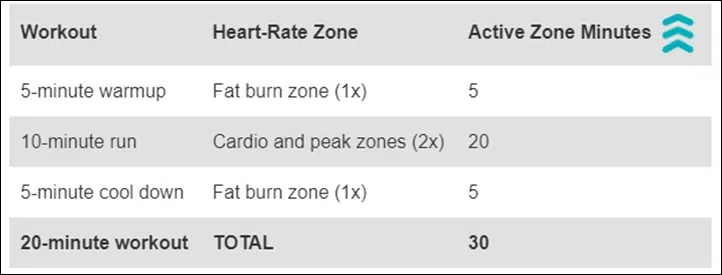 Workout Heart-Rate Zone Active Zone Minutes
5-minute warmup Fat burn zone (1x) 5
10-minute run Cardio and peak zones (2x) 20
5-minute cool down Fat burn zone (1x) 5
20-minute workout TOTAL 30